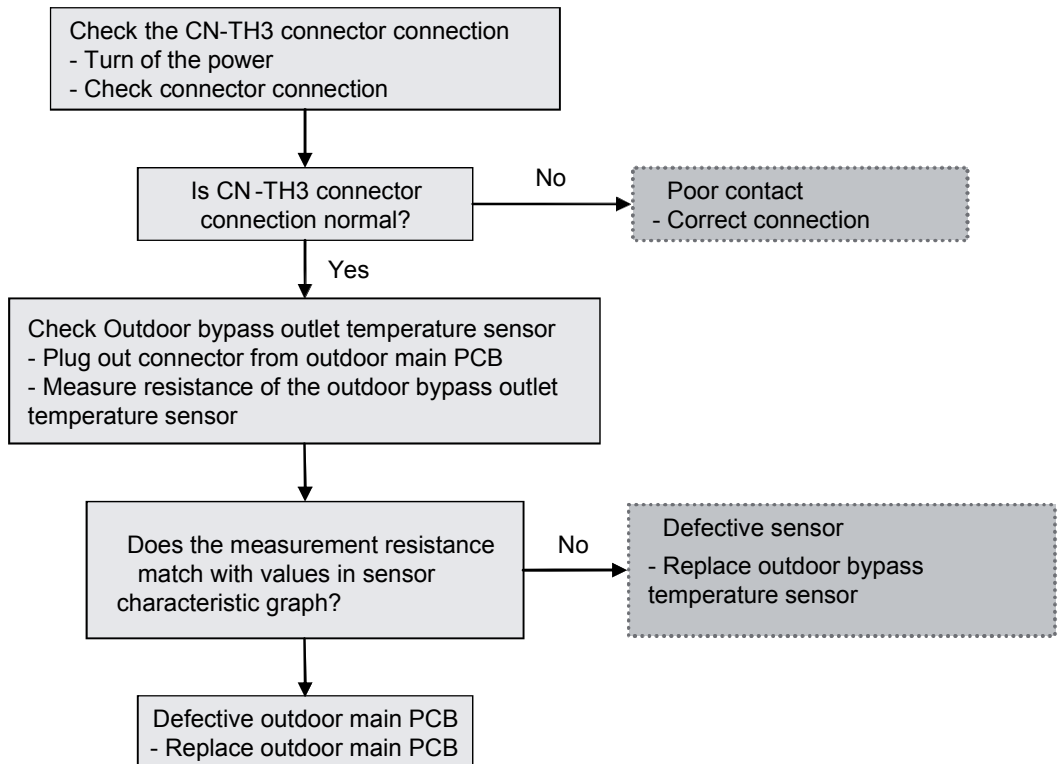 Check the CN-TH3 connector connection
- Turn of the power
- Check connector connection
Is CN-TH3 connector
connection normal?
No
Poor contact
- Correct connection
Yes
Check Outdoor bypass outlet temperature sensor
- Plug out connector from outdoor main PCB
- Measure resistance of the outdoor bypass outlet
temperature sensor
Does the measurement resistance
match with values in sensor
characteristic graph?
No
Defective sensor
- Replace outdoor bypass
temperature sensor
Defective outdoor main PCB
- Replace outdoor main PCB